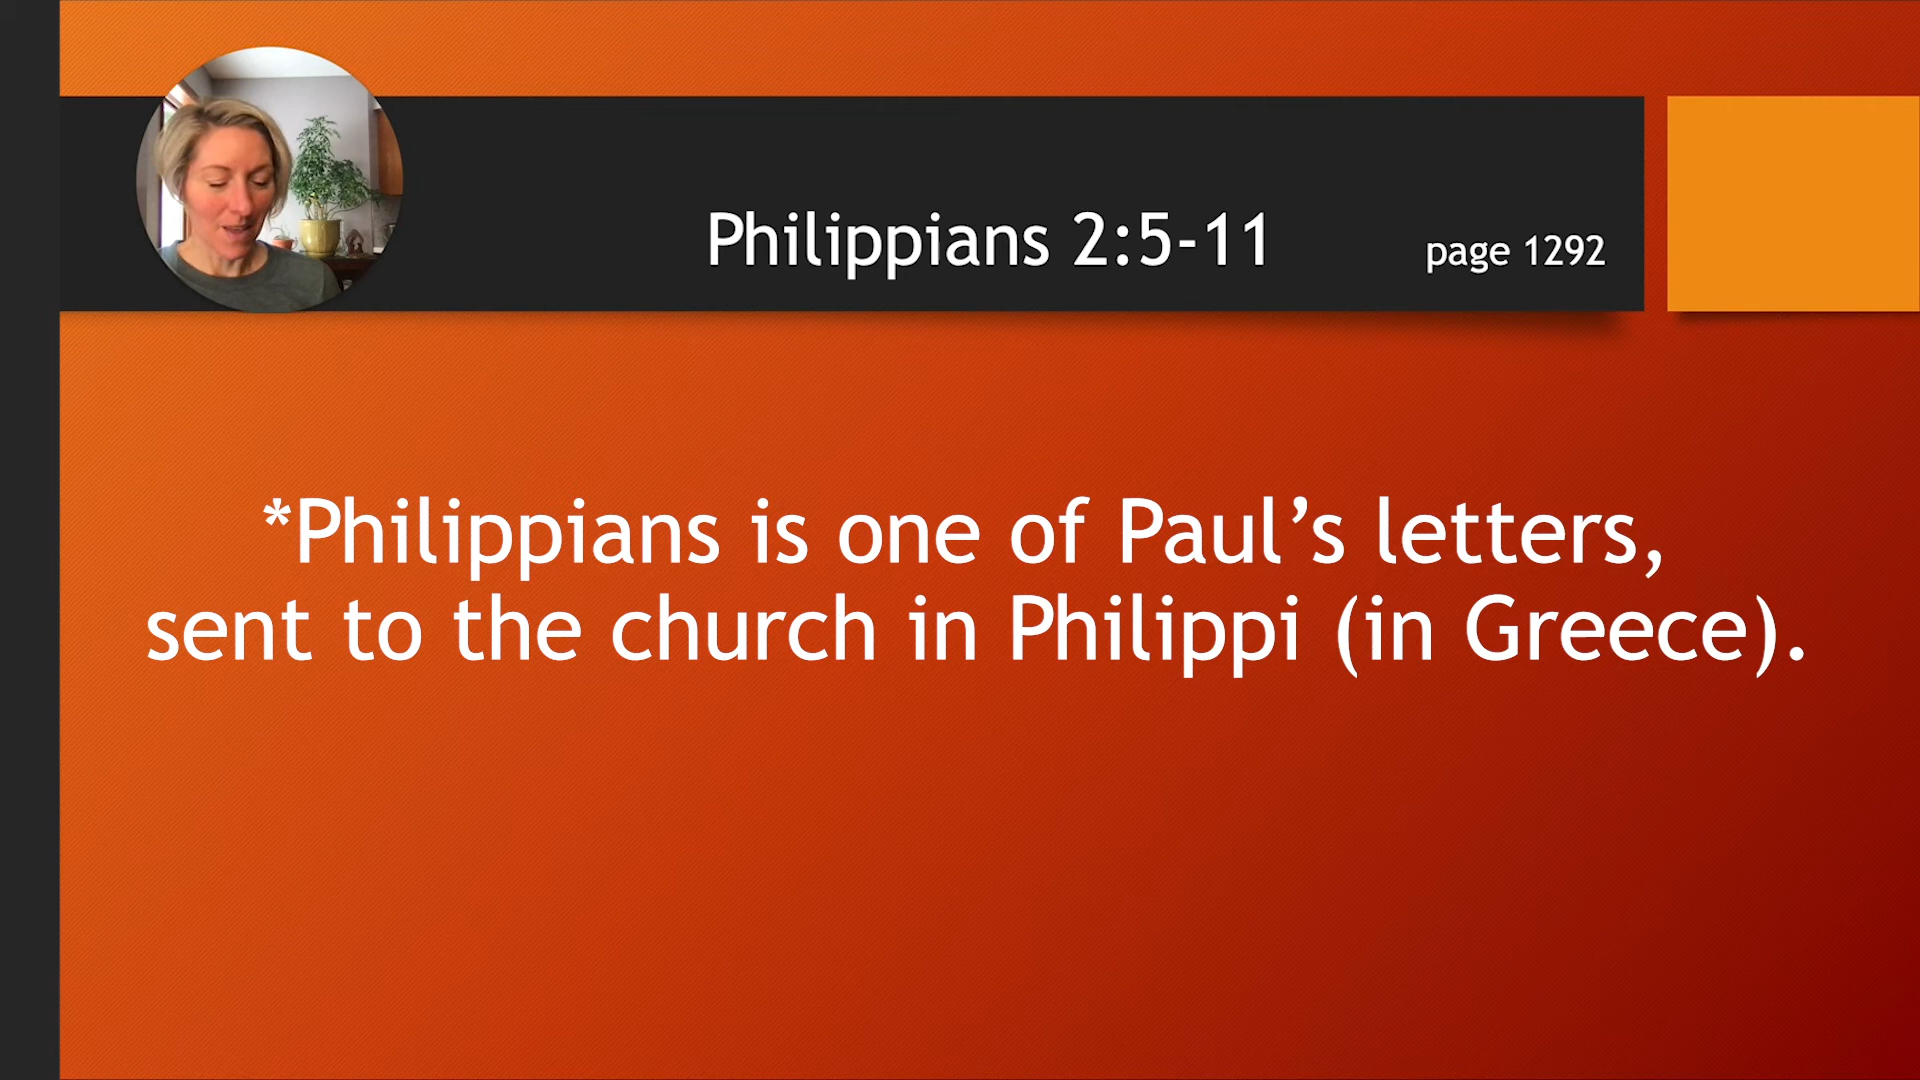 Philippians 2:5-11 page 1292
*Philippians is one of Paul’s letters,
sent to the church in Philippi (in Greece).